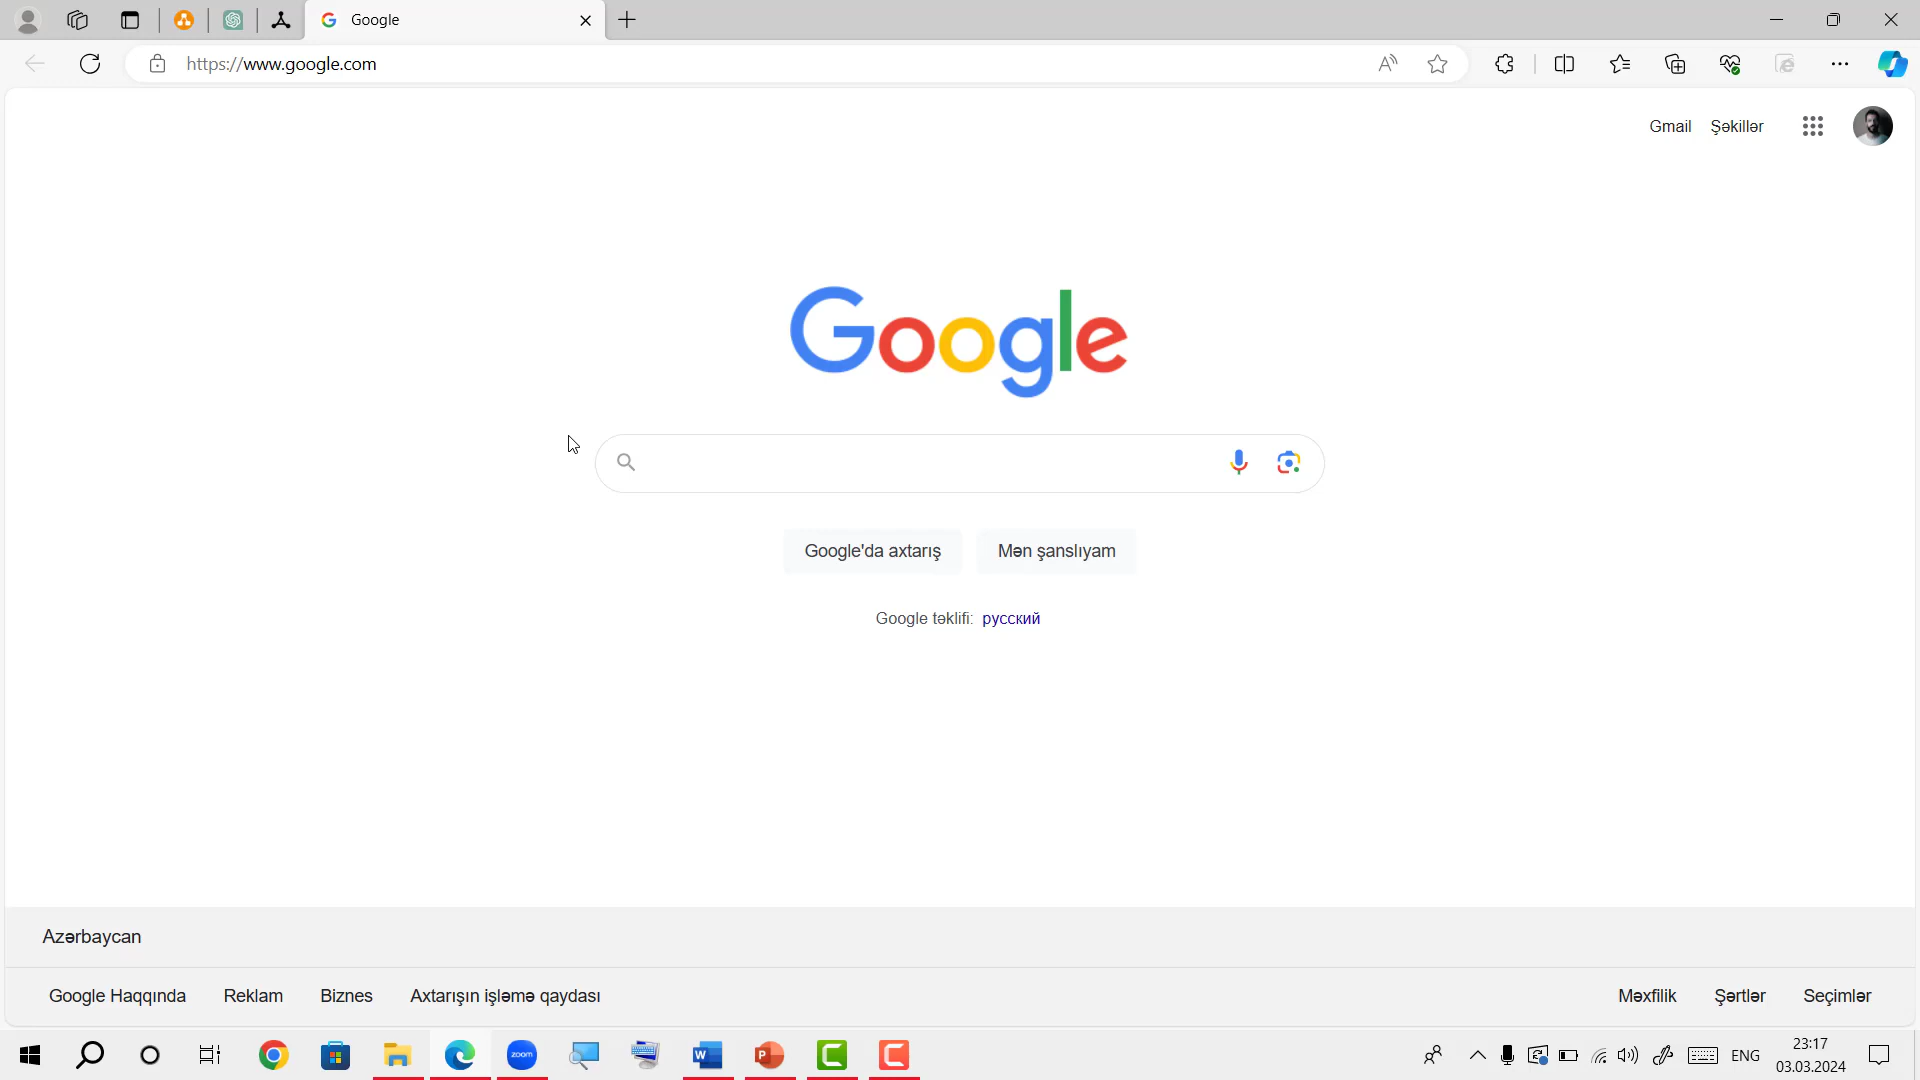 Google
https://www.google.com
Gmail Şəkillər
Google
Google'da axtarış Mən şanslıyam
Google təklifi: русский
Azərbaycan
Google Haqqında Reklam Biznes Axtarışın işləmə qaydası Məxfilik Şərtlər Seçimlər
zoom
ENG
23:17
03.03.2024